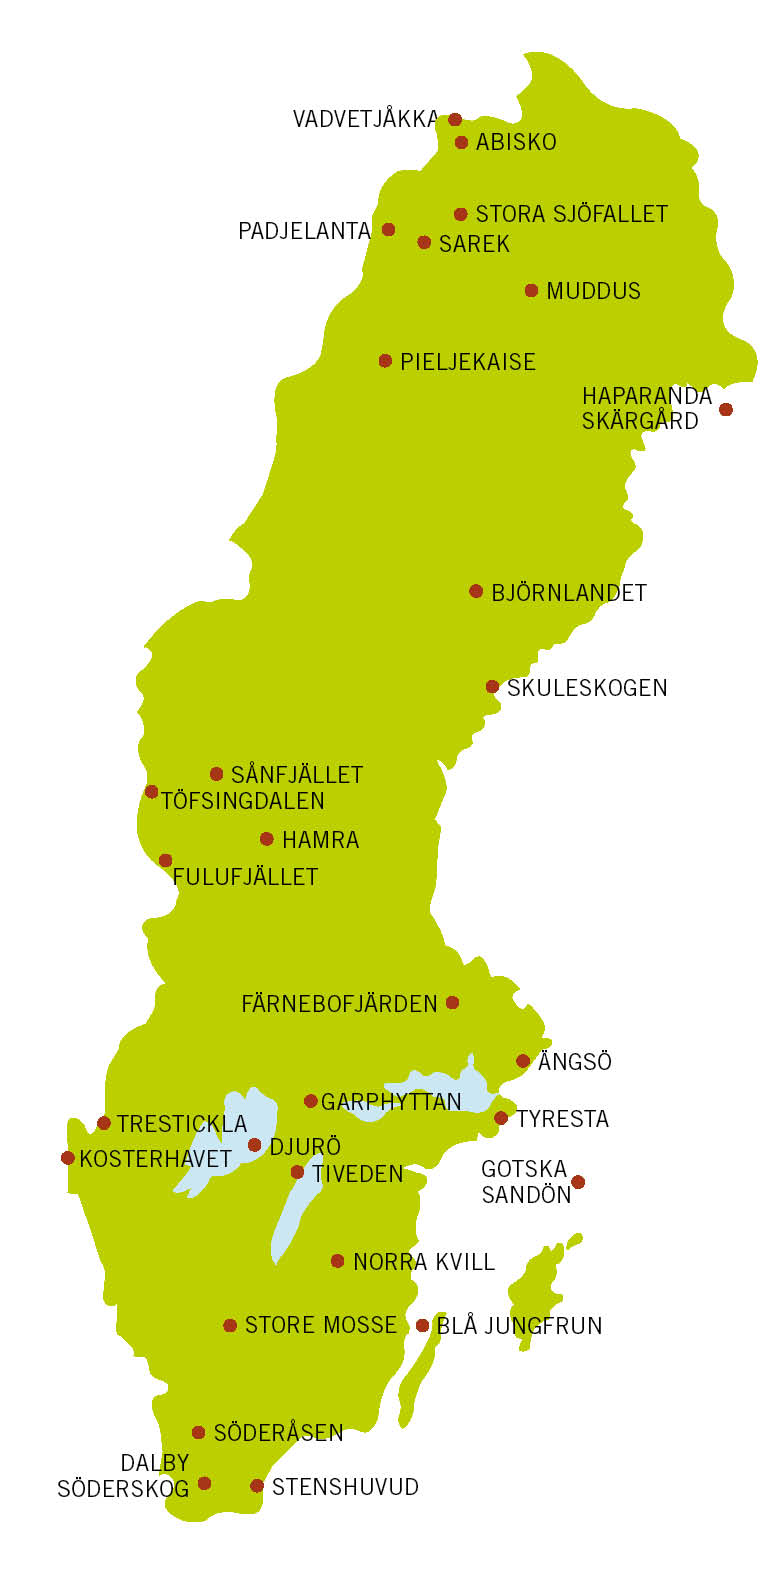 VADVETJÅKKA
ABISKO
STORA SJÖFALLET
PADJELANTA
SAREK
MUDDUS
PIELJEKAISE
HAPARANDA
SKÄRGÅRD
BJÖRNLANDET
SKULESKOGEN
SÅNFJÄLLET
TÖFSINGDALEN
HAMRA
FULUFJÄLLET
FÄRNEBOFJÄRDEN
ÄNGSÖ
GARPHYTTAN
TYRESTA
TRESTICKLA
DJURÖ
KOSTERHAVET
TIVEDEN
GOTSKA
SANDÖN
NORRA KVILL
STORE MOSSE
BLÅ JUNGFRUN
SÖDERÅSEN
DALBY
SÖDERSKOG
STENSHUVUD